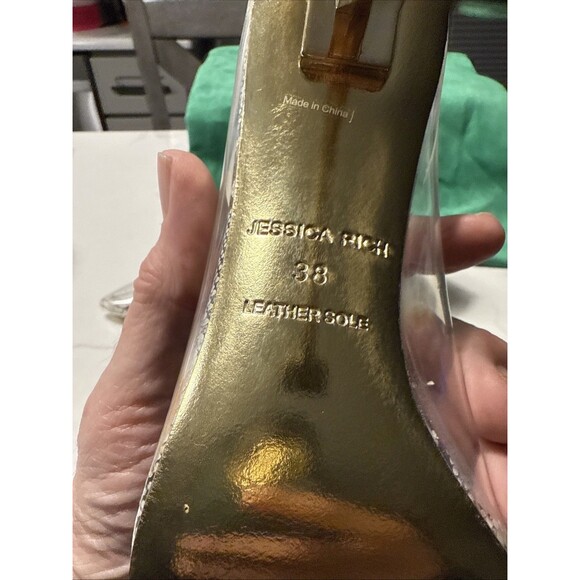 Made in China
JESSICA RICH
38
LEATHER SOLE